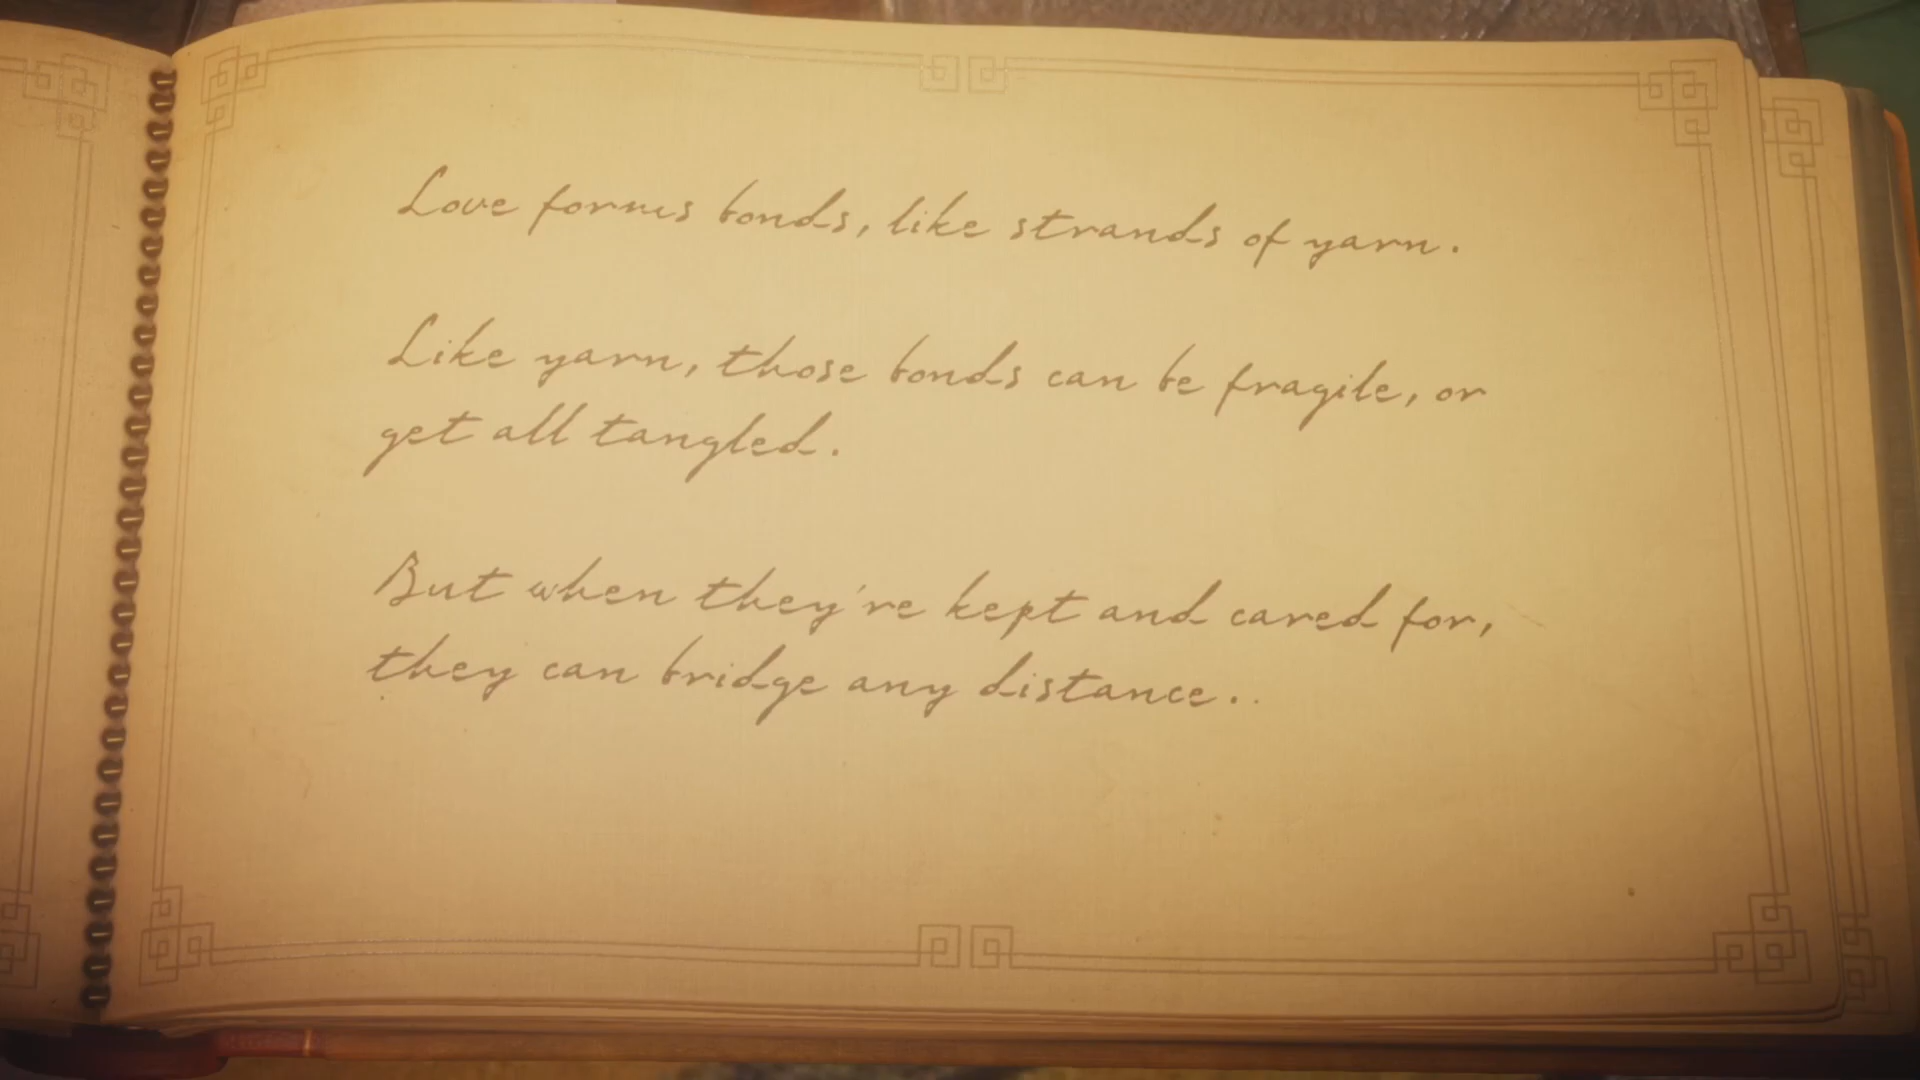 Love forms bonds, like strands of yarn.
Like yarn, those bonds can be fragile, or
get all tangled.
But when they're kept and cared for,
they can bridge any distance..